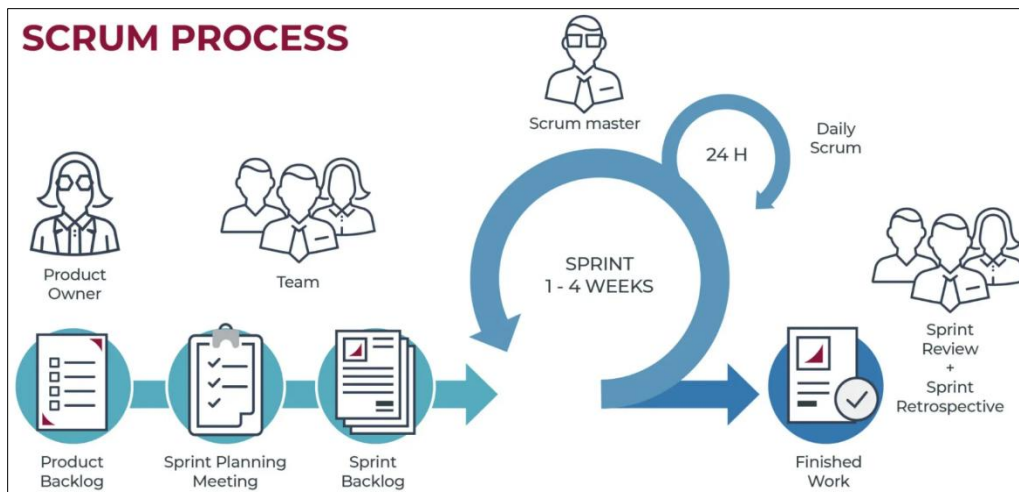 SCRUM PROCESS
Scrum master
24 H
Daily
Scrum
Product
Owner
Team
SPRINT
1 - 4 WEEKS
Sprint
Review
+
Sprint
Retrospective
Product
Backlog
Sprint Planning
Meeting
Sprint
Backlog
Finished
Work